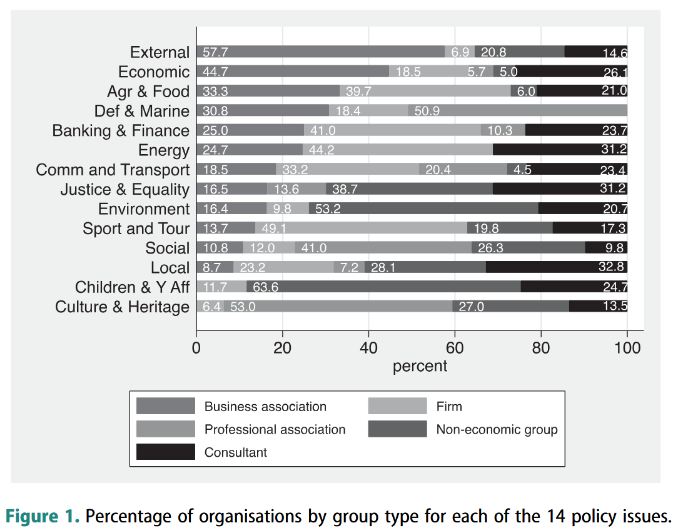 External 57.7 6.9 20.8 14.6
Economic 44.7 18.5 5.7 5.0 26.1
Agr & Food 33.3 39.7 6.0 21.0
Def & Marine 30.8 18.4 50.9
Banking & Finance 25.0 41.0 10.3 23.7
Energy 24.7 44.2 31.2
Comm and Transport 18.5 33.2 20.4 4.5 23.4
Justice & Equality 16.5 13.6 38.7 31.2
Environment 16.4 9.8 53.2 20.7
Sport and Tour 13.7 49.1 19.8 17.3
Social 10.8 12.0 41.0 26.3 9.8
Local 8.7 23.2 7.2 28.1 32.8
Children & Y Aff 11.7 63.6 24.7
Culture & Heritage 6.4 53.0 27.0 13.5
0 20 40 60 80 100
percent
Business association Firm
Professional association Non-economic group
Consultant
Figure 1. Percentage of organisations by group type for each of the 14 policy issues.